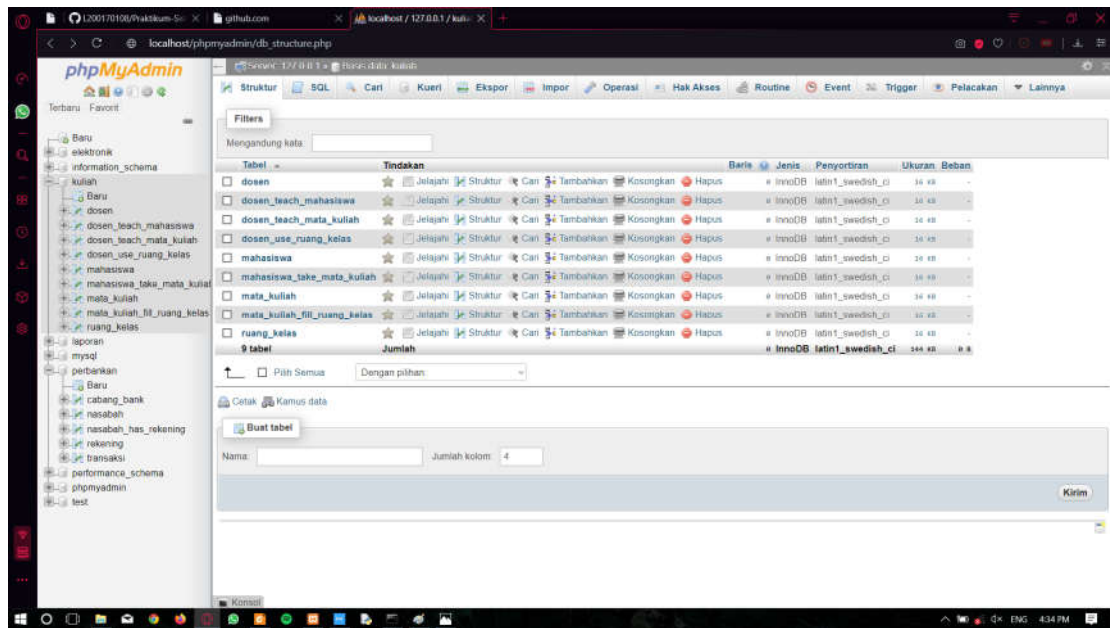 L200170108/Praktikum-Si
github.com
localhost / 127.0.0.1 / kuli
localhost/phpmyadmin/db_structure.php
phpMyAdmin
Terbaru Favorit
Baru
elektronik
information_schema
kuliah
Baru
dosen
dosen_teach_mahasiswa
dosen_teach_mata_kuliah
dosen_use_ruang_kelas
mahasiswa
mahasiswa_take_mata_kuliah
mata_kuliah
mata_kuliah_fill_ruang_kelas
ruang_kelas
laporan
mysql
perbankan
Baru
cabang_bank
nasabah
nasabah_has_rekening
rekening
transaksi
performance_schema
phpmyadmin
test
Server: 127.0.0.1 » Basis data: kuliah
Struktur SQL Cari Kueri Ekspor Impor Operasi Hak Akses Routine Event Trigger Pelacakan Lainnya
Filters
Mengandung kata:
Tabel Tindakan Baris Jenis Penyortiran Ukuran Beban
dosen Jelajahi Struktur Cari Tambahkan Kosongkan Hapus InnoDB latin1_swedish_ci 16 KB -
dosen_teach_mahasiswa Jelajahi Struktur Cari Tambahkan Kosongkan Hapus InnoDB latin1_swedish_ci 16 KB -
dosen_teach_mata_kuliah Jelajahi Struktur Cari Tambahkan Kosongkan Hapus InnoDB latin1_swedish_ci 16 KB -
dosen_use_ruang_kelas Jelajahi Struktur Cari Tambahkan Kosongkan Hapus InnoDB latin1_swedish_ci 16 KB -
mahasiswa Jelajahi Struktur Cari Tambahkan Kosongkan Hapus InnoDB latin1_swedish_ci 16 KB -
mahasiswa_take_mata_kuliah Jelajahi Struktur Cari Tambahkan Kosongkan Hapus InnoDB latin1_swedish_ci 16 KB -
mata_kuliah Jelajahi Struktur Cari Tambahkan Kosongkan Hapus InnoDB latin1_swedish_ci 16 KB -
mata_kuliah_fill_ruang_kelas Jelajahi Struktur Cari Tambahkan Kosongkan Hapus InnoDB latin1_swedish_ci 16 KB -
ruang_kelas Jelajahi Struktur Cari Tambahkan Kosongkan Hapus InnoDB latin1_swedish_ci 16 KB -
9 tabel Jumlah InnoDB latin1_swedish_ci 144 KB 0 B
Pilih Semua Dengan pilihan:
Cetak Kamus data
Buat tabel
Nama: Jumlah kolom: 4
Kirim
Konsol
ENG 4:34 PM